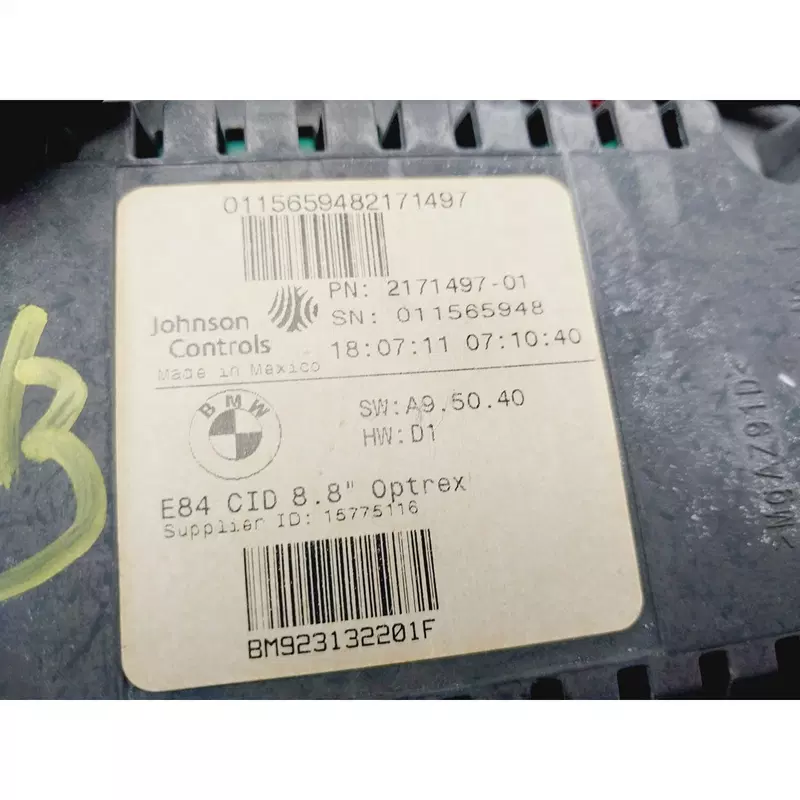 0115659482171497
PN: 2171497-01
SN: 011565948
Johnson
Controls
18:07:11 07:10:40
Made in Mexico
BMW
SW:A9.50.40
HW:D1
E84 CID 8.8" Optrex
Supplier ID: 15775116
BM923132201F
B